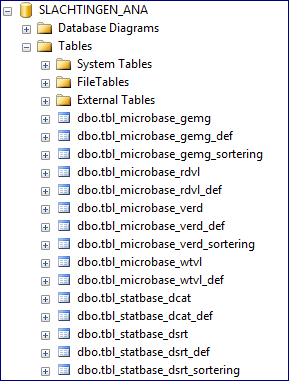 SLACHTINGEN_ANA
Database Diagrams
Tables
System Tables
FileTables
External Tables
dbo.tbl_microbase_gemg
dbo.tbl_microbase_gemg_def
dbo.tbl_microbase_gemg_sortering
dbo.tbl_microbase_rdvl
dbo.tbl_microbase_rdvl_def
dbo.tbl_microbase_verd
dbo.tbl_microbase_verd_def
dbo.tbl_microbase_verd_sortering
dbo.tbl_microbase_wtvl
dbo.tbl_microbase_wtvl_def
dbo.tbl_statbase_dcat
dbo.tbl_statbase_dcat_def
dbo.tbl_statbase_dsrt
dbo.tbl_statbase_dsrt_def
dbo.tbl_statbase_dsrt_sortering